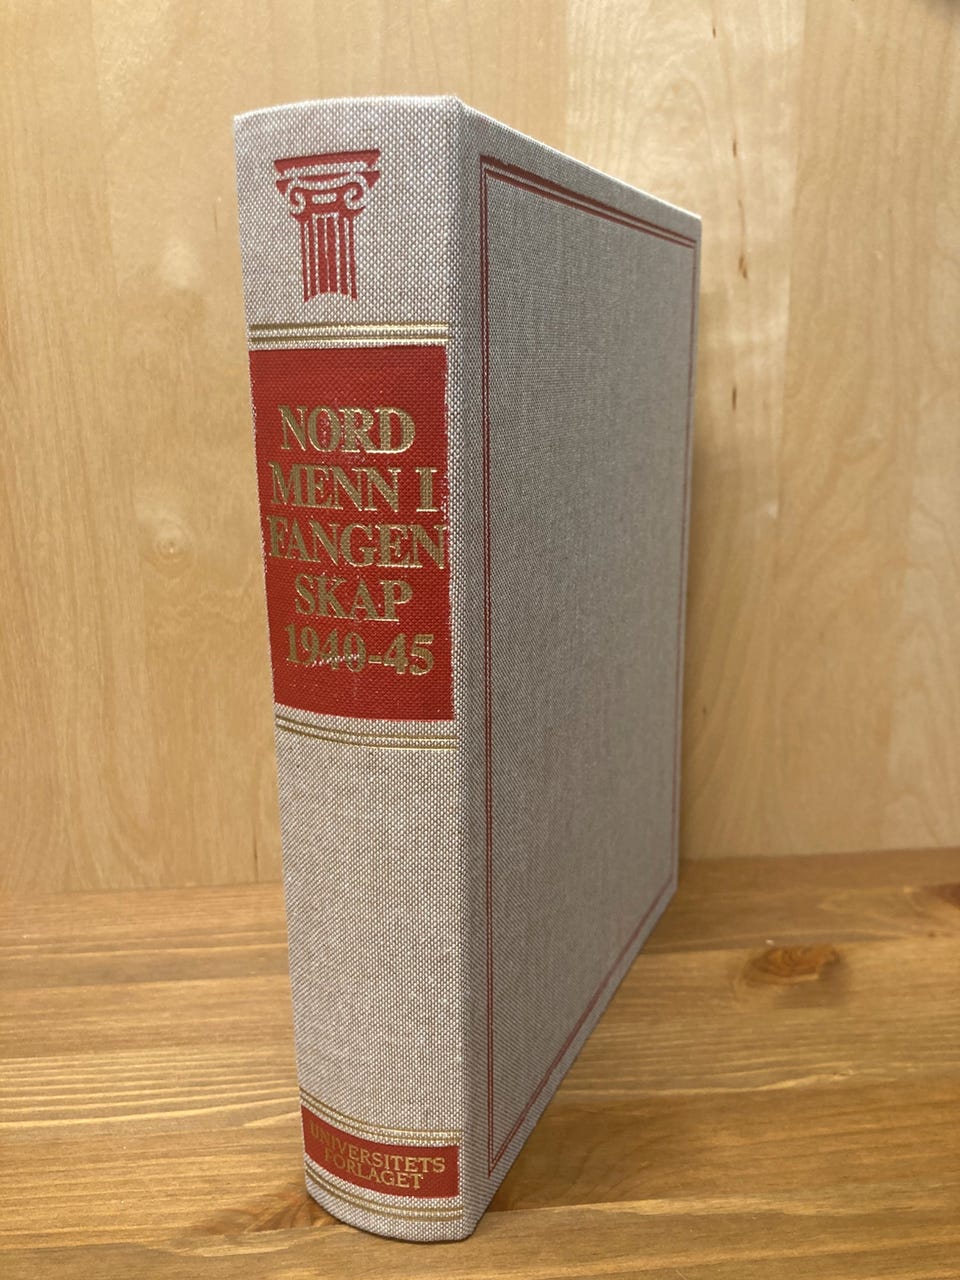 NORD
MENN I
FANGEN
SKAP
1940-45
UNIVERSITETS
FORLAGET